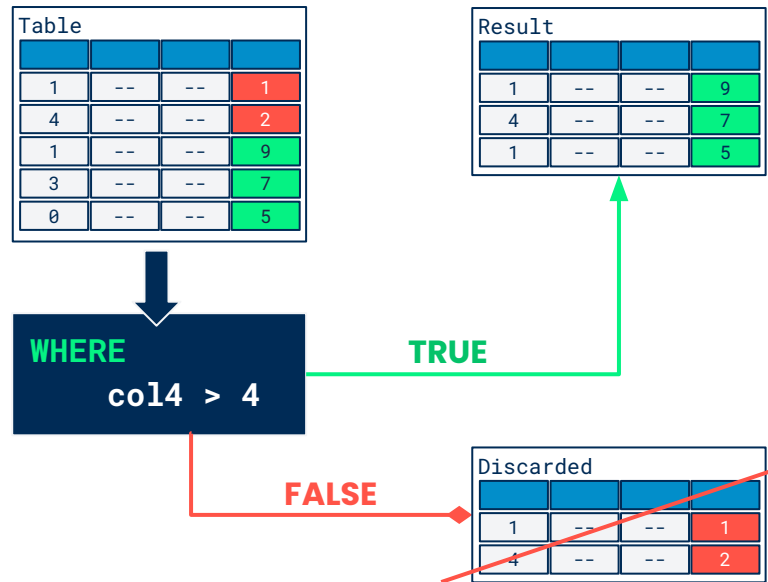 Table
1 -- -- 1
4 -- -- 2
1 -- -- 9
3 -- -- 7
0 -- -- 5
Result
1 -- -- 9
4 -- -- 7
1 -- -- 5
WHERE
col4 > 4
TRUE
FALSE
Discarded
1 -- -- 1
4 -- -- 2